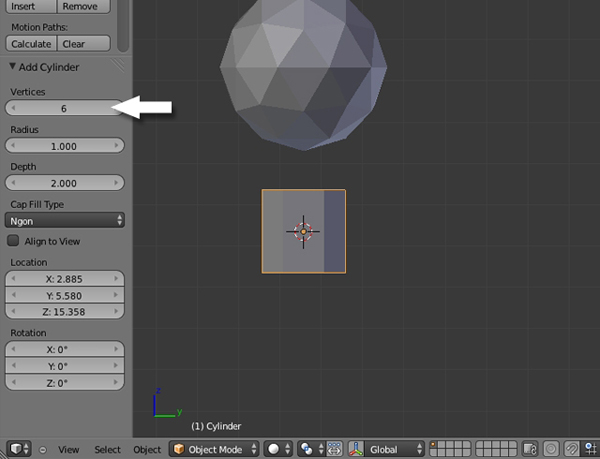 Insert Remove
Motion Paths:
Calculate Clear
Add Cylinder
Vertices
6
Radius
1.000
Depth
2.000
Cap Fill Type
Ngon
Align to View
Location
X: 2.885
Y: 5.580
Z: 15.358
Rotation
X: 0°
Y: 0°
Z: 0°
z
y
(1) Cylinder
View Select Object Object Mode Global